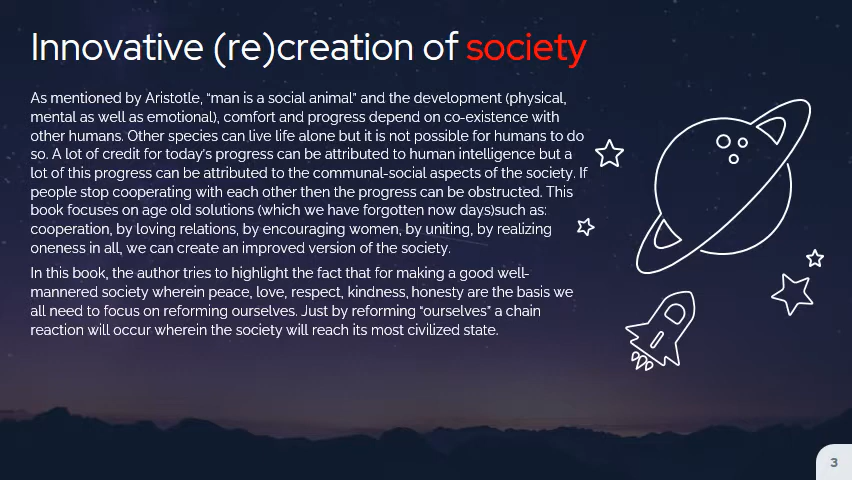 Innovative (re)creation of society
As mentioned by Aristotle, "man is a social animal" and the development (physical,
mental as well as emotional), comfort and progress depend on co-existence with
other humans. Other species can live life alone but it is not possible for humans to do
so. A lot of credit for today's progress can be attributed to human intelligence but a
lot of this progress can be attributed to the communal-social aspects of the society. If
people stop cooperating with each other then the progress can be obstructed. This
book focuses on age old solutions (which we have forgotten now days)such as:
cooperation, by loving relations, by encouraging women, by uniting, by realizing
oneness in all, we can create an improved version of the society.
In this book, the author tries to highlight the fact that for making a good well-
mannered society wherein peace, love, respect, kindness, honesty are the basis we
all need to focus on reforming ourselves. Just by reforming "ourselves" a chain
reaction will occur wherein the society will reach its most civilized state.
3